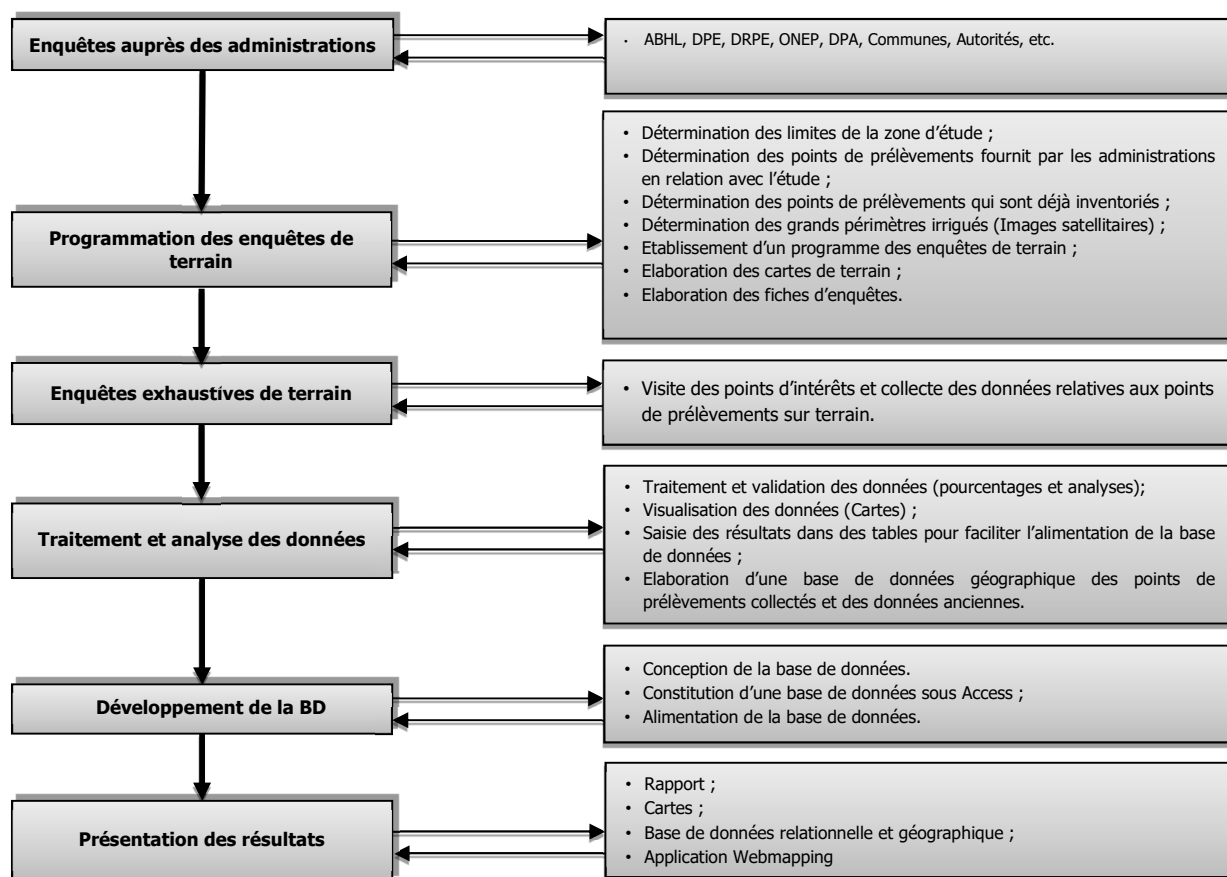 Enquêtes auprès des administrations
· ABHL, DPE, DRPE, ONEP, DPA, Communes, Autorités, etc.
Programmation des enquêtes de
terrain
• Détermination des limites de la zone d’étude ;
• Détermination des points de prélèvements fournit par les administrations
en relation avec l’étude ;
• Détermination des points de prélèvements qui sont déjà inventoriés ;
• Détermination des grands périmètres irrigués (Images satellitaires) ;
• Etablissement d’un programme des enquêtes de terrain ;
• Elaboration des cartes de terrain ;
• Elaboration des fiches d’enquêtes.
Enquêtes exhaustíves de terrain
• Visite des points d’intérêts et collecte des données relatives aux points
de prélèvements sur terrain.
Traitement et analyse des données
• Traitement et validation des données (pourcentages et analyses);
• Visualisation des données (Cartes) ;
• Saisie des résultats dans des tables pour faciliter l’alimentation de la base
de données ;
• Elaboration d’une base de données géographique des points de
prélèvements collectés et des données anciennes.
Développement de la BD
• Conception de la base de données.
• Constitution d’une base de données sous Access ;
• Alimentation de la base de données.
Présentation des résultats
• Rapport ;
• Cartes ;
• Base de données relationnelle et géographique ;
• Application Webmapping